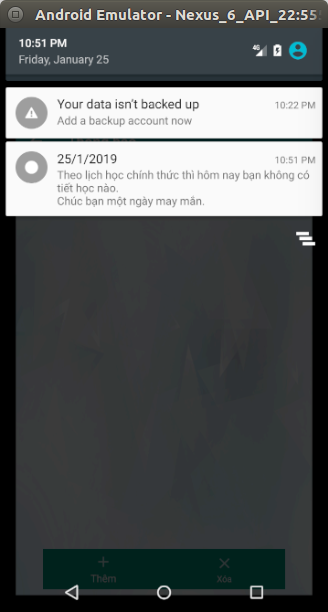 Android Emulator - Nexus_6_API_22:555
10:51 PM
Friday, January 25
4G
Your data isn't backed up
10:22 PM
Add a backup account now
25/1/2019
10:51 PM
Theo lịch học chính thức thì hôm nay bạn không có
tiết học nào.
Chúc bạn một ngày may mắn.
Thêm
Xóa